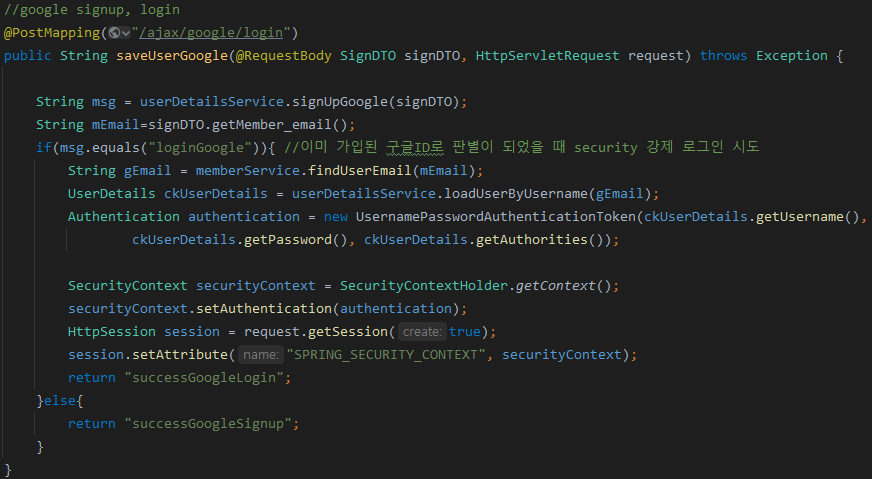 //google signup, login
@PostMapping("/ajax/google/login")
public String saveUserGoogle(@RequestBody SignDTO signDTO, HttpServletRequest request) throws Exception {
String msg = userDetailsService.signUpGoogle(signDTO);
String mEmail=signDTO.getMember_email();
if(msg.equals("loginGoogle")){ //이미 가입된 구글ID로 판별이 되었을 때 security 강제 로그인 시도
String gEmail = memberService.findUserEmail(mEmail);
UserDetails ckUserDetails = userDetailsService.loadUserByUsername(gEmail);
Authentication authentication = new UsernamePasswordAuthenticationToken(ckUserDetails.getUsername(),
ckUserDetails.getPassword(), ckUserDetails.getAuthorities());
SecurityContext securityContext = SecurityContextHolder.getContext();
securityContext.setAuthentication(authentication);
HttpSession session = request.getSession( create: true);
session.setAttribute( name: "SPRING_SECURITY_CONTEXT", securityContext);
return "successGoogleLogin";
}else{
return "successGoogleSignup";
}
}